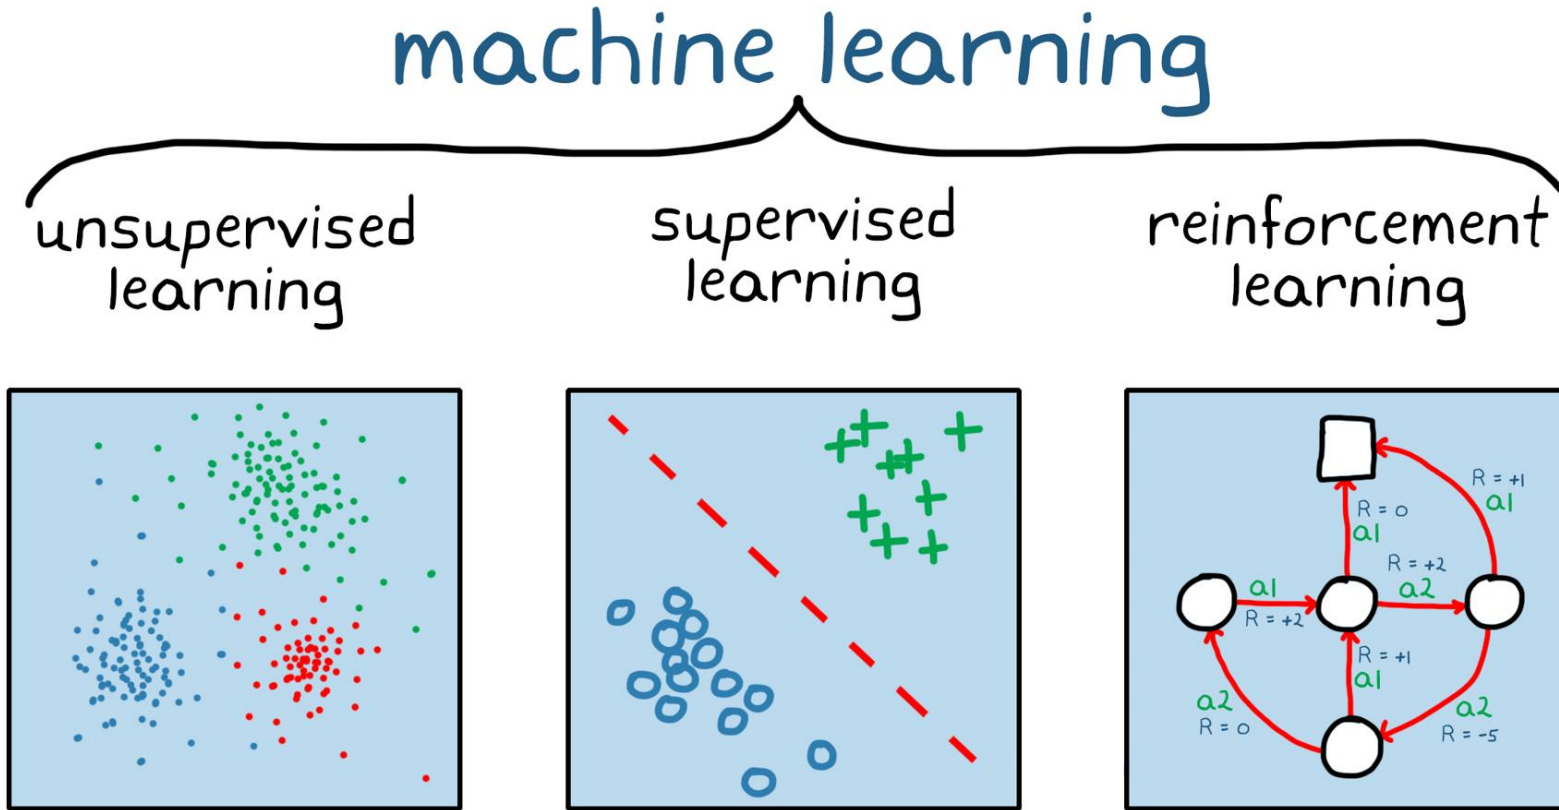 machine learning
unsupervised
learning
supervised
learning
reinforcement
learning
R = +1
a1
R = 0
a1
R = +2
a2
a1
R = +2
R = +1
a1
a2
R = 0
a2
R = -5